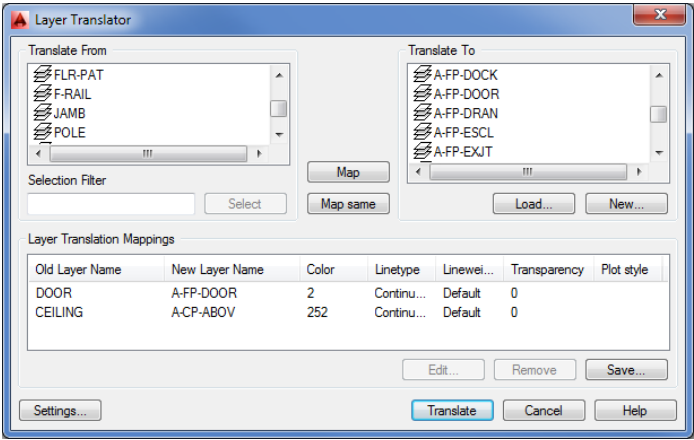 Layer Translator
Translate From
FLR-PAT
F-RAIL
JAMB
POLE
Selection Filter
Select
Map
Map same
Translate To
A-FP-DOCK
A-FP-DOOR
A-FP-DRAN
A-FP-ESCL
A-FP-EXJT
Load...
New...
Layer Translation Mappings
Old Layer Name New Layer Name Color Linetype Linewei... Transparency Plot style
DOOR A-FP-DOOR 2 Continu... Default 0
CEILING A-CP-ABOV 252 Continu... Default 0
Edit... Remove Save...
Settings... Translate Cancel Help